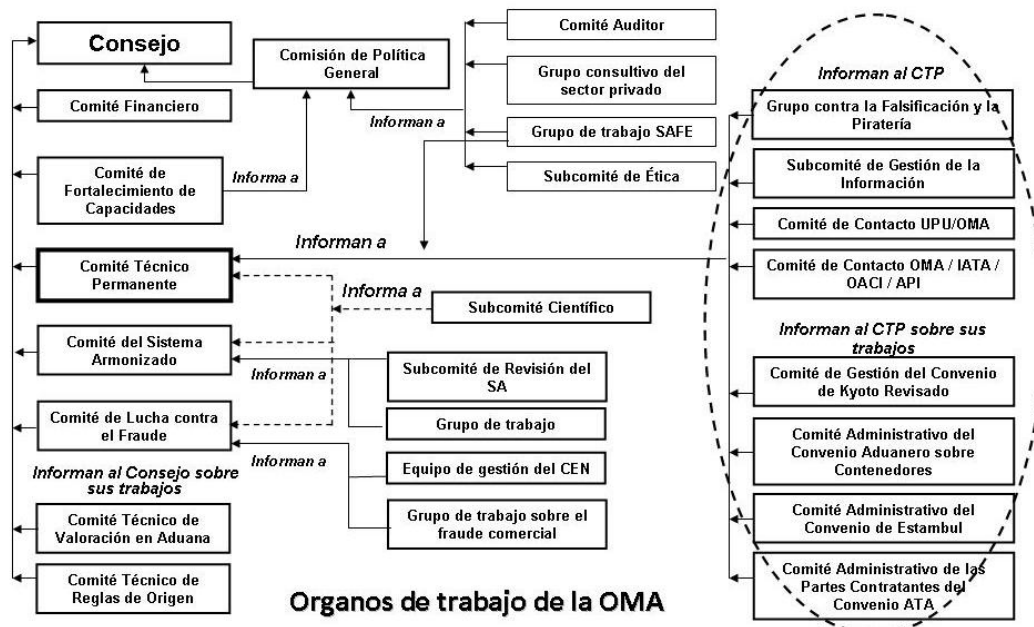 Consejo
Comité Financiero
Comité de
Fortalecimiento de
Capacidades
Comité Técnico
Permanente
Comité del Sistema
Armonizado
Comité de Lucha contra
el Fraude
Informan al Consejo sobre
sus trabajos
Comité Técnico de
Valoración en Aduana
Comité Técnico de
Reglas de Origen
Comisión de Política
General
Informa a
Informan a
Comité Auditor
Grupo consultivo del
sector privado
Grupo de trabajo SAFE
Subcomité de Ética
Informan a
Informa a
Subcomité Científico
Informan a
Subcomité de Revisión del
SA
Grupo de trabajo
Informan a
Equipo de gestión del CEN
Grupo de trabajo sobre el
fraude comercial
Informan al CTP
Grupo contra la Falsificación y la
Piratería
Subcomité de Gestión de la
Información
Comité de Contacto UPU/OMA
Comité de Contacto OMA / IATA /
OACI / API
Informan al CTP sobre sus
trabajos
Comité de Gestión del Convenio
de Kyoto Revisado
Comité Administrativo del
Convenio Aduanero sobre
Contenedores
Comité Administrativo del
Convenio de Estambul
Comité Administrativo de las
Partes Contratantes del
Convenio ATA
Organos de trabajo de la OMA